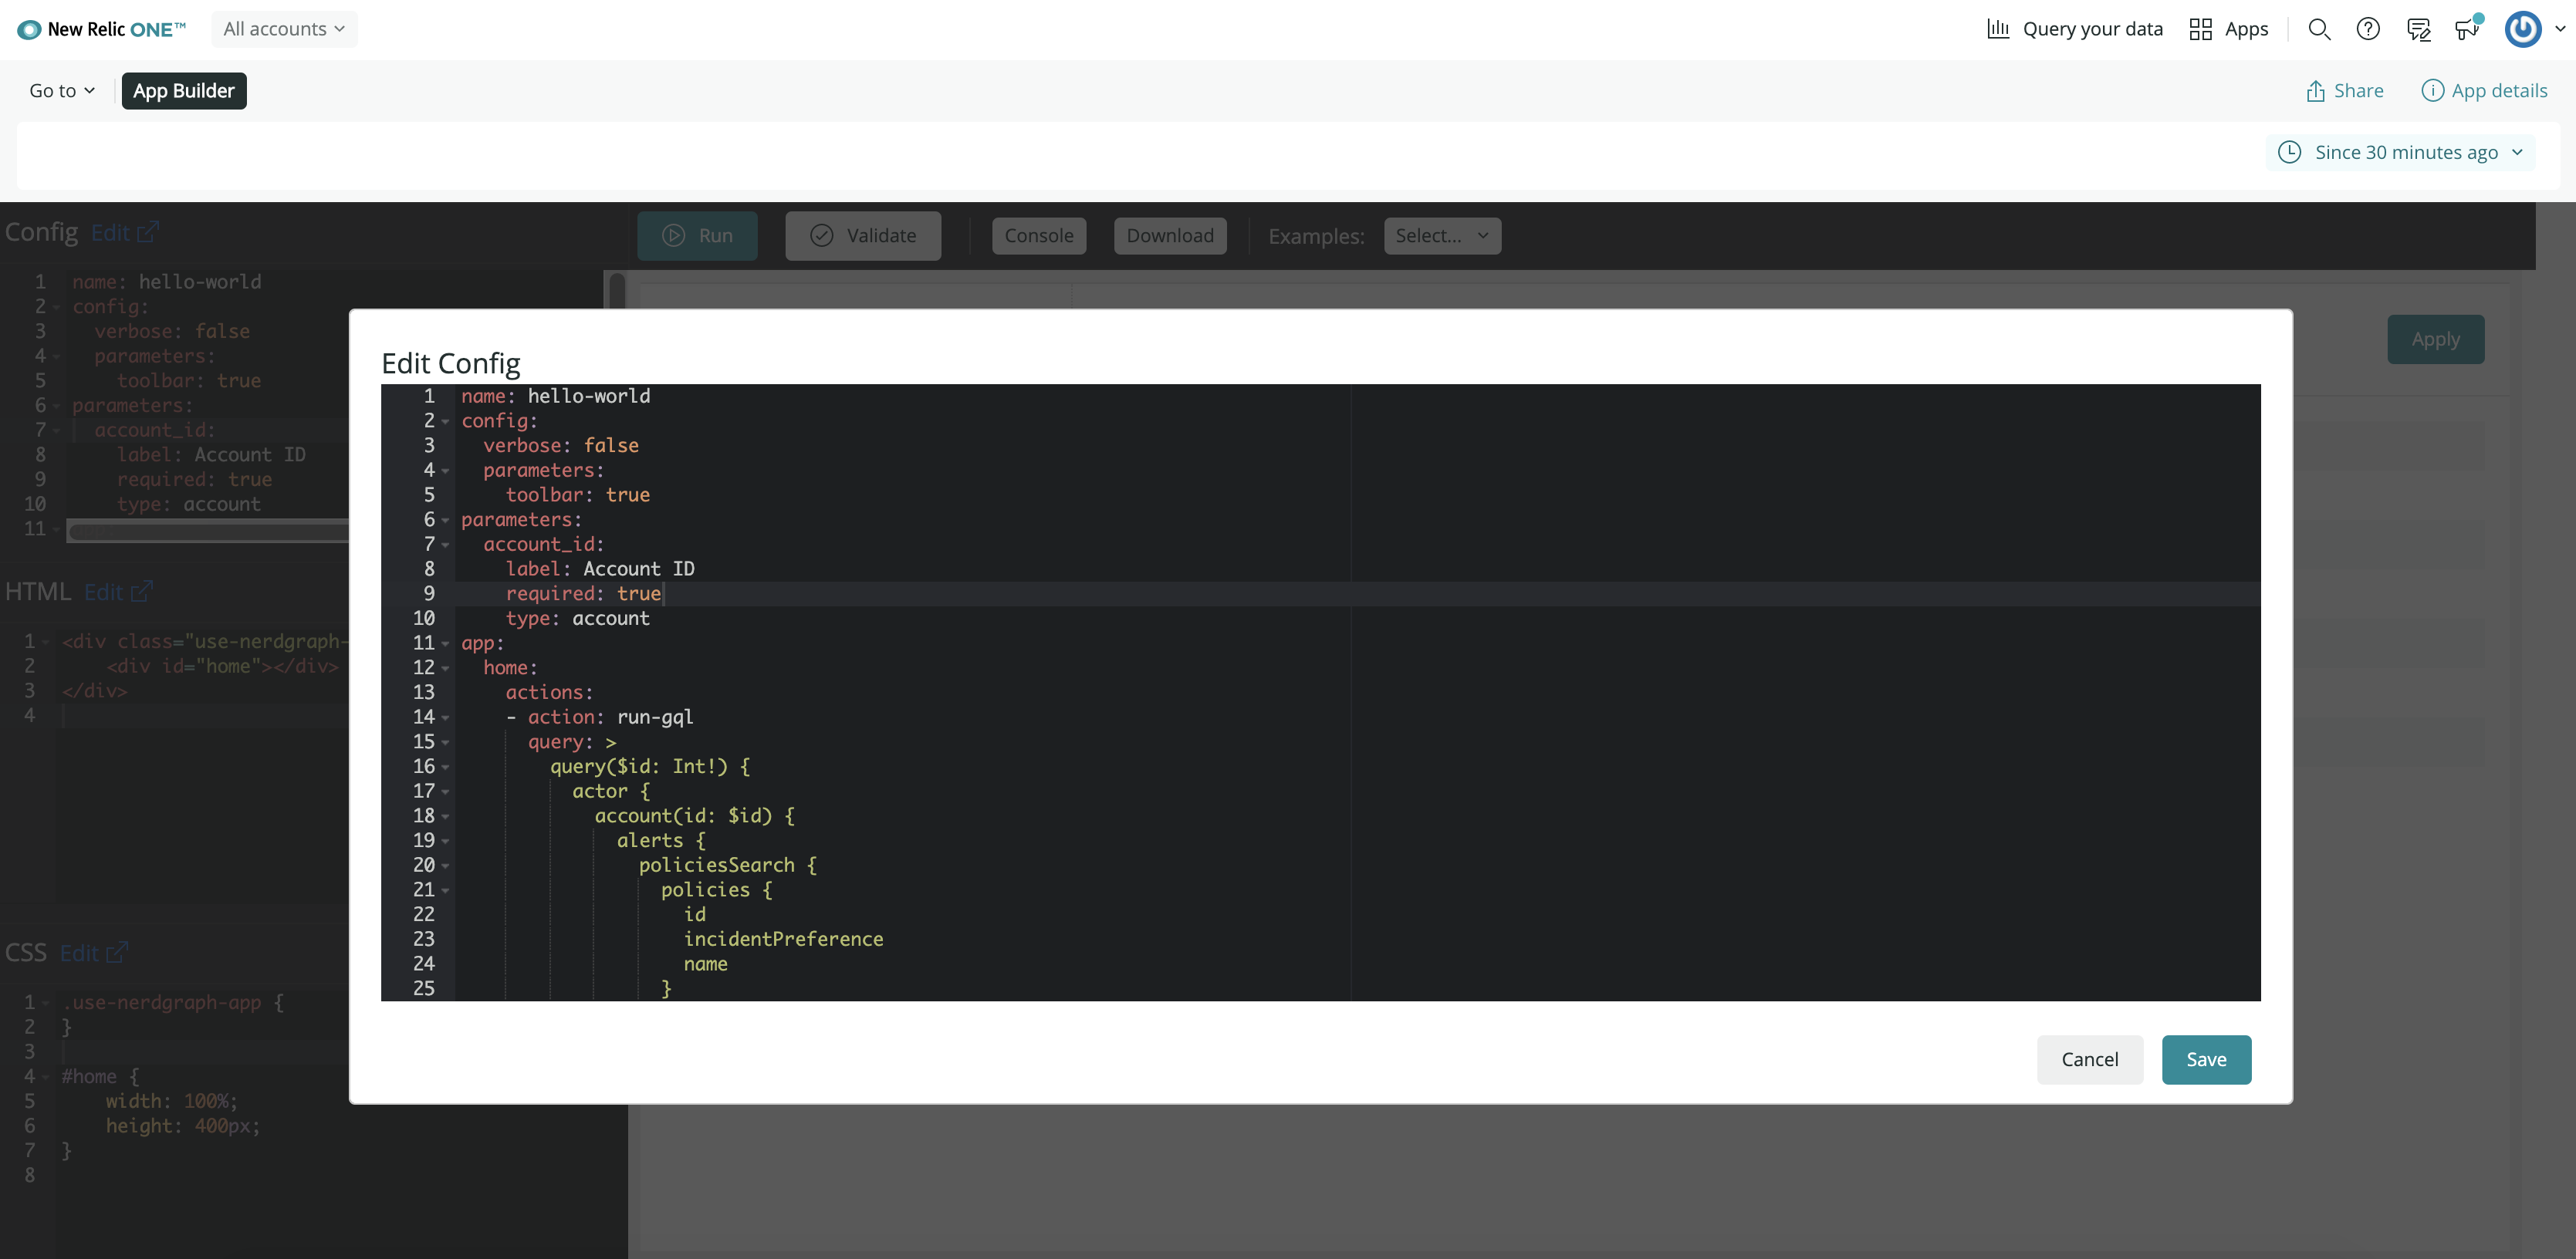 New Relic ONE™ All accounts Query your data Apps
Go to App Builder Share App details
Since 30 minutes ago
Config Edit Run Validate Console Download Examples: Select...
1 name: hello-world
2 config:
3 verbose: false
4 parameters:
5 toolbar: true
6 parameters:
7 account_id:
8 label: Account ID
9 required: true
10 type: account
11
HTML Edit
1 <div class="use-nerdgraph-
2 <div id="home"></div>
3 </div>
4
CSS Edit
1 .use-nerdgraph-app {
2 }
3
4 #home {
5 width: 100%;
6 height: 400px;
7 }
8
Apply
Edit Config
1 name: hello-world
2 config:
3 verbose: false
4 parameters:
5 toolbar: true
6 parameters:
7 account_id:
8 label: Account ID
9 required: true
10 type: account
11 app:
12 home:
13 actions:
14 - action: run-gql
15 query: >
16 query($id: Int!) {
17 actor {
18 account(id: $id) {
19 alerts {
20 policiesSearch {
21 policies {
22 id
23 incidentPreference
24 name
25 }
Cancel Save